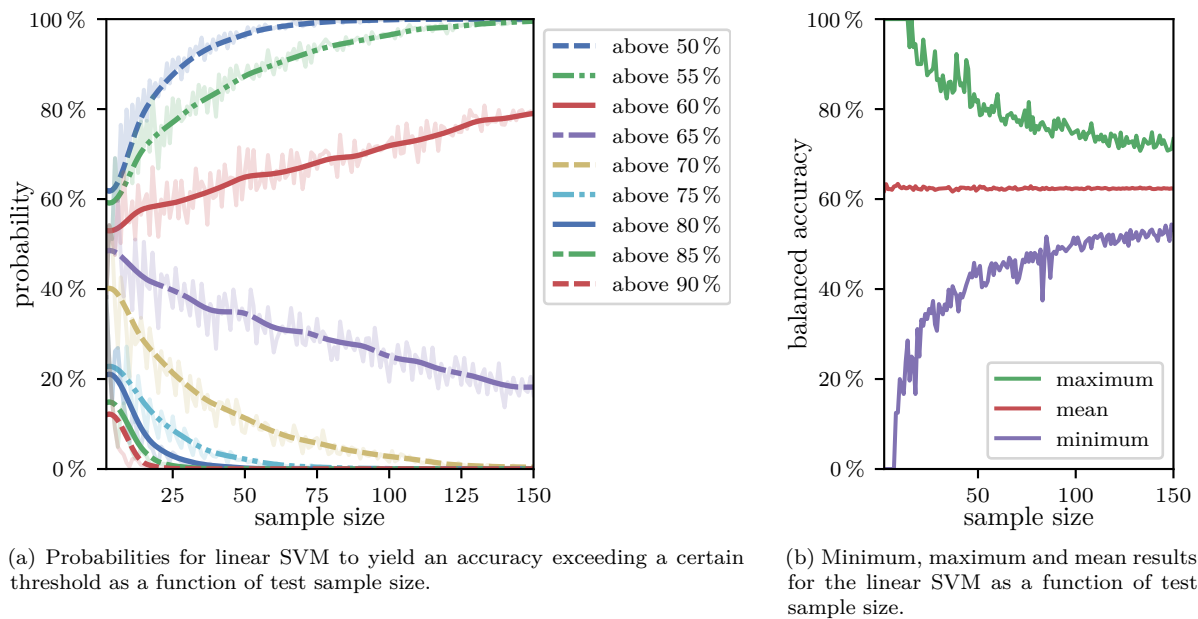 100 %
80 %
60 %
40 %
20 %
0 %
probability
25
50
75
100
125
150
sample size
above 50 %
above 55 %
above 60 %
above 65 %
above 70 %
above 75 %
above 80 %
above 85 %
above 90 %
(a) Probabilities for linear SVM to yield an accuracy exceeding a certain
threshold as a function of test sample size.
100 %
80 %
60 %
40 %
20 %
0 %
balanced accuracy
50
100
150
sample size
maximum
mean
minimum
(b) Minimum, maximum and mean results
for the linear SVM as a function of test
sample size.